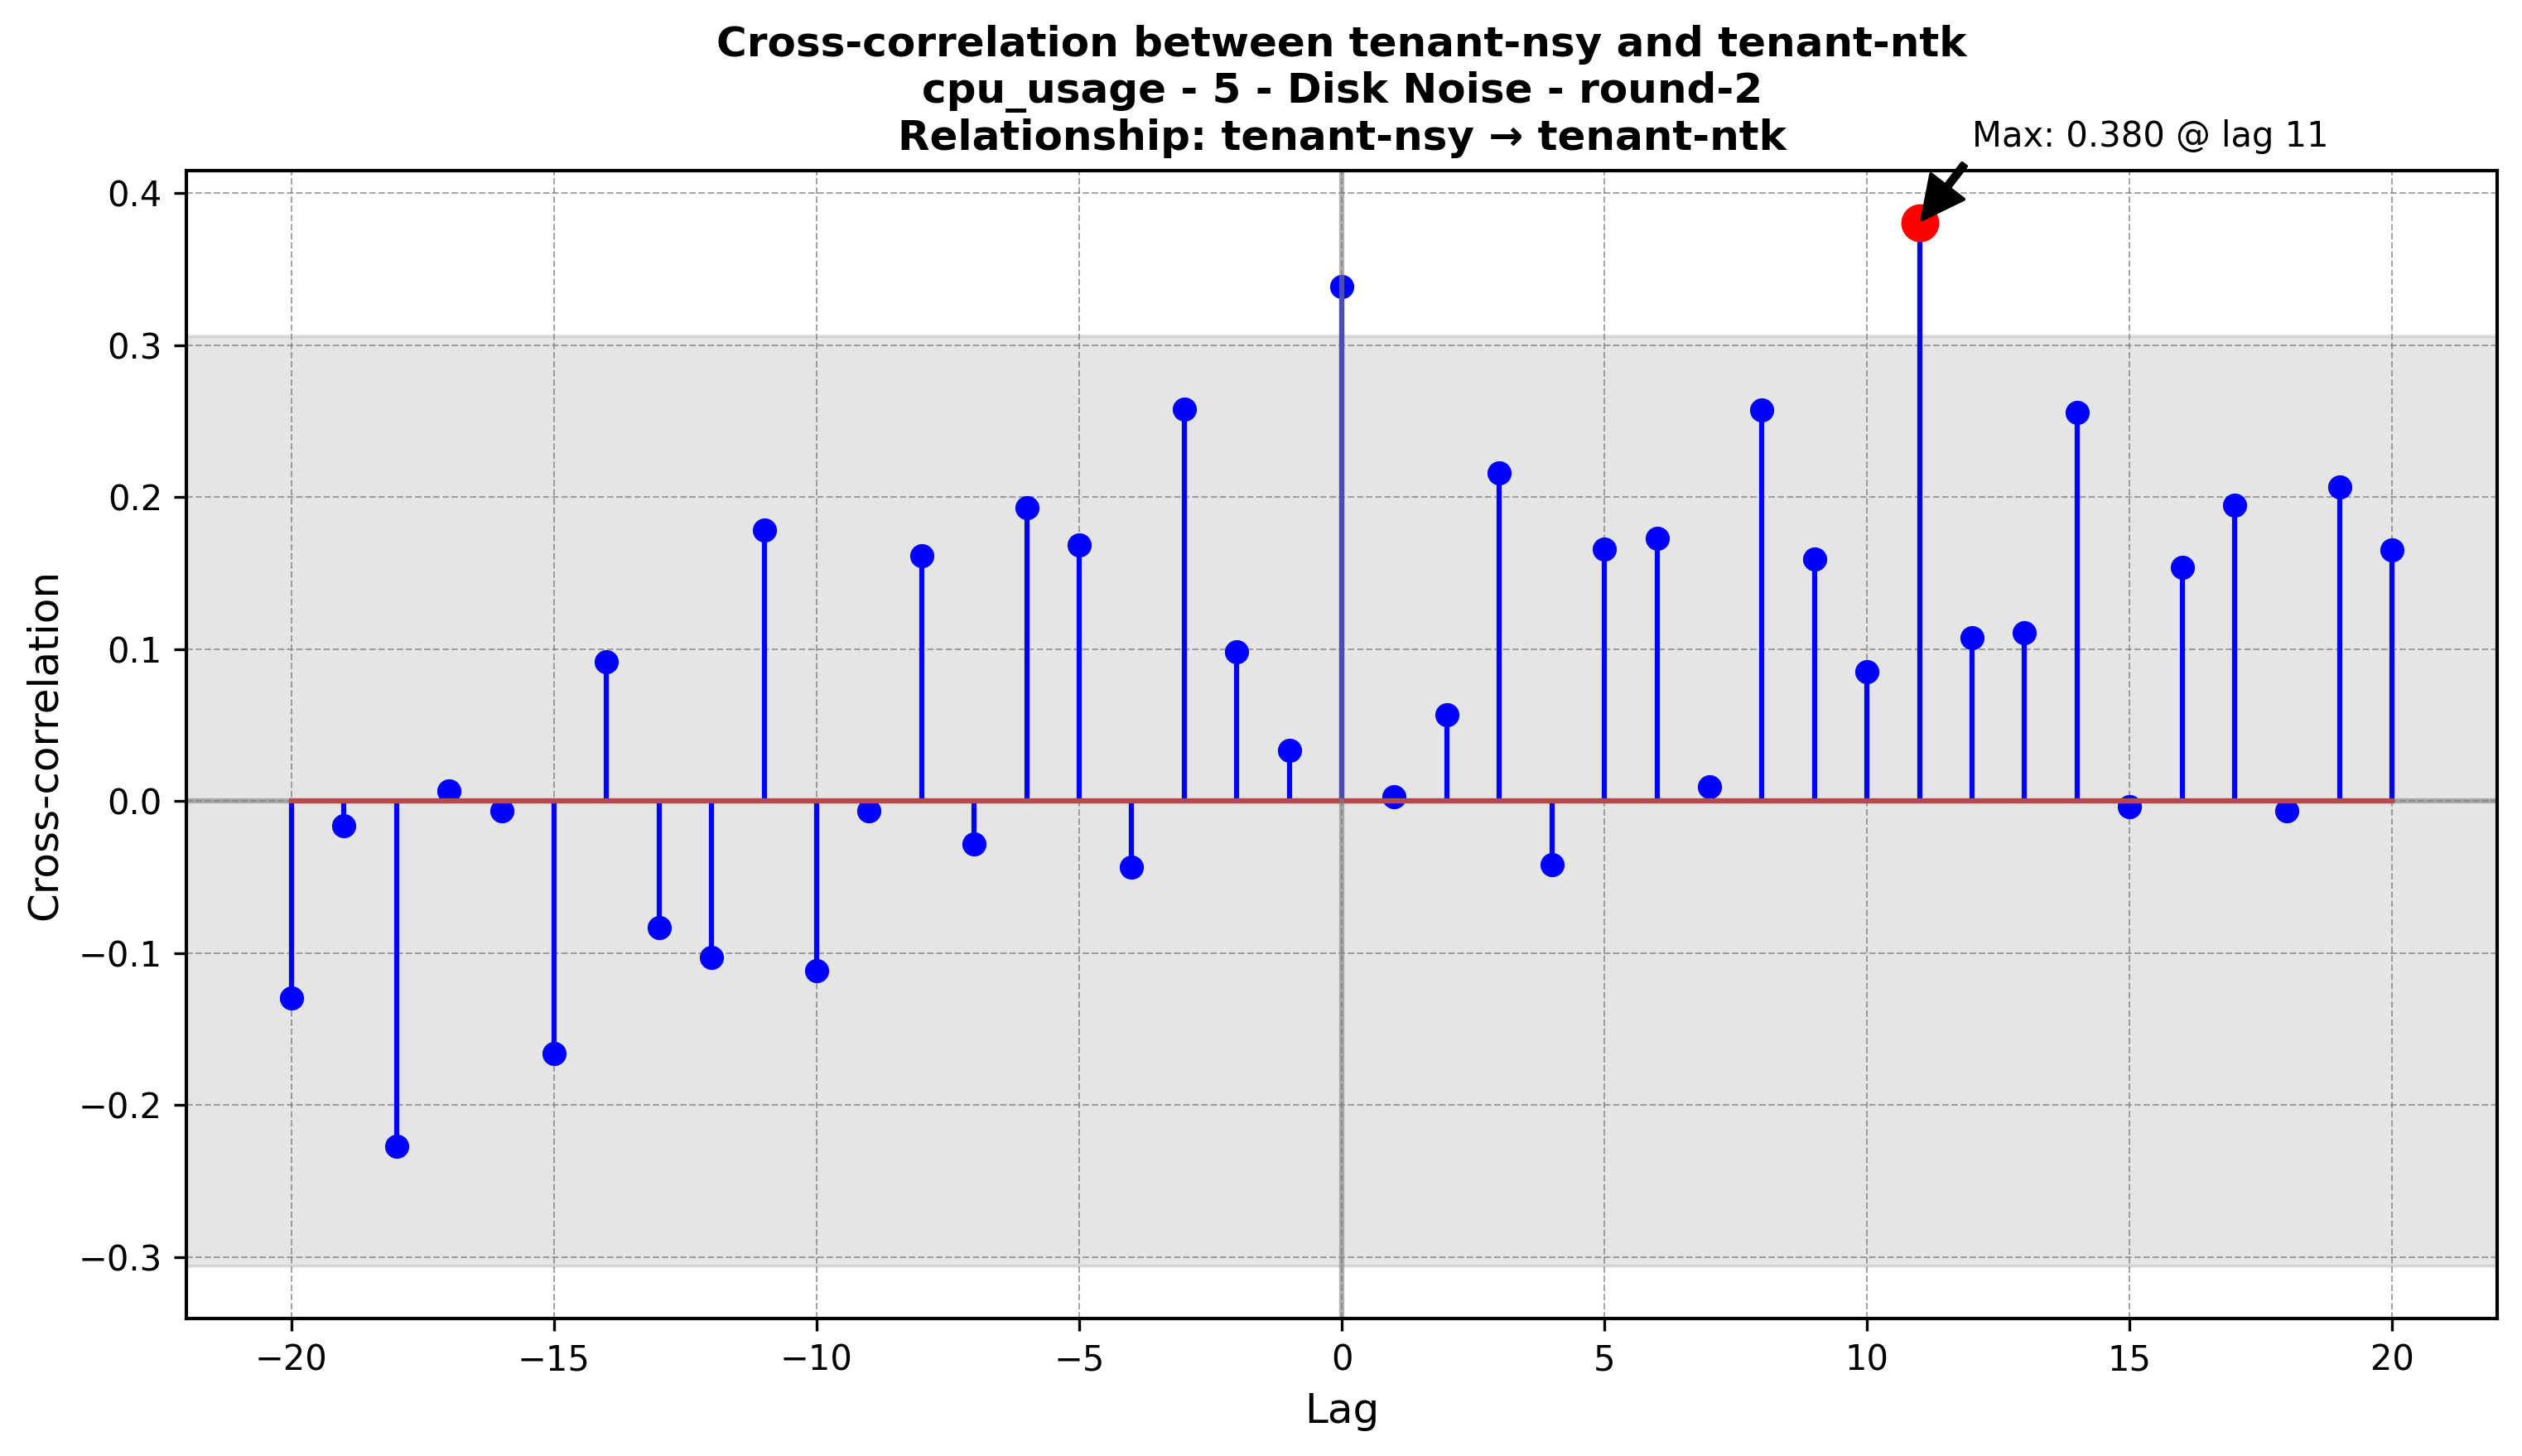 Cross-correlation between tenant-nsy and tenant-ntk
cpu_usage - 5 - Disk Noise - round-2
Relationship: tenant-nsy → tenant-ntk
Max: 0.380 @ lag 11
0.4
0.3
0.2
0.1
0.0
−0.1
−0.2
−0.3
Cross-correlation
−20
−15
−10
−5
0
5
10
15
20
Lag